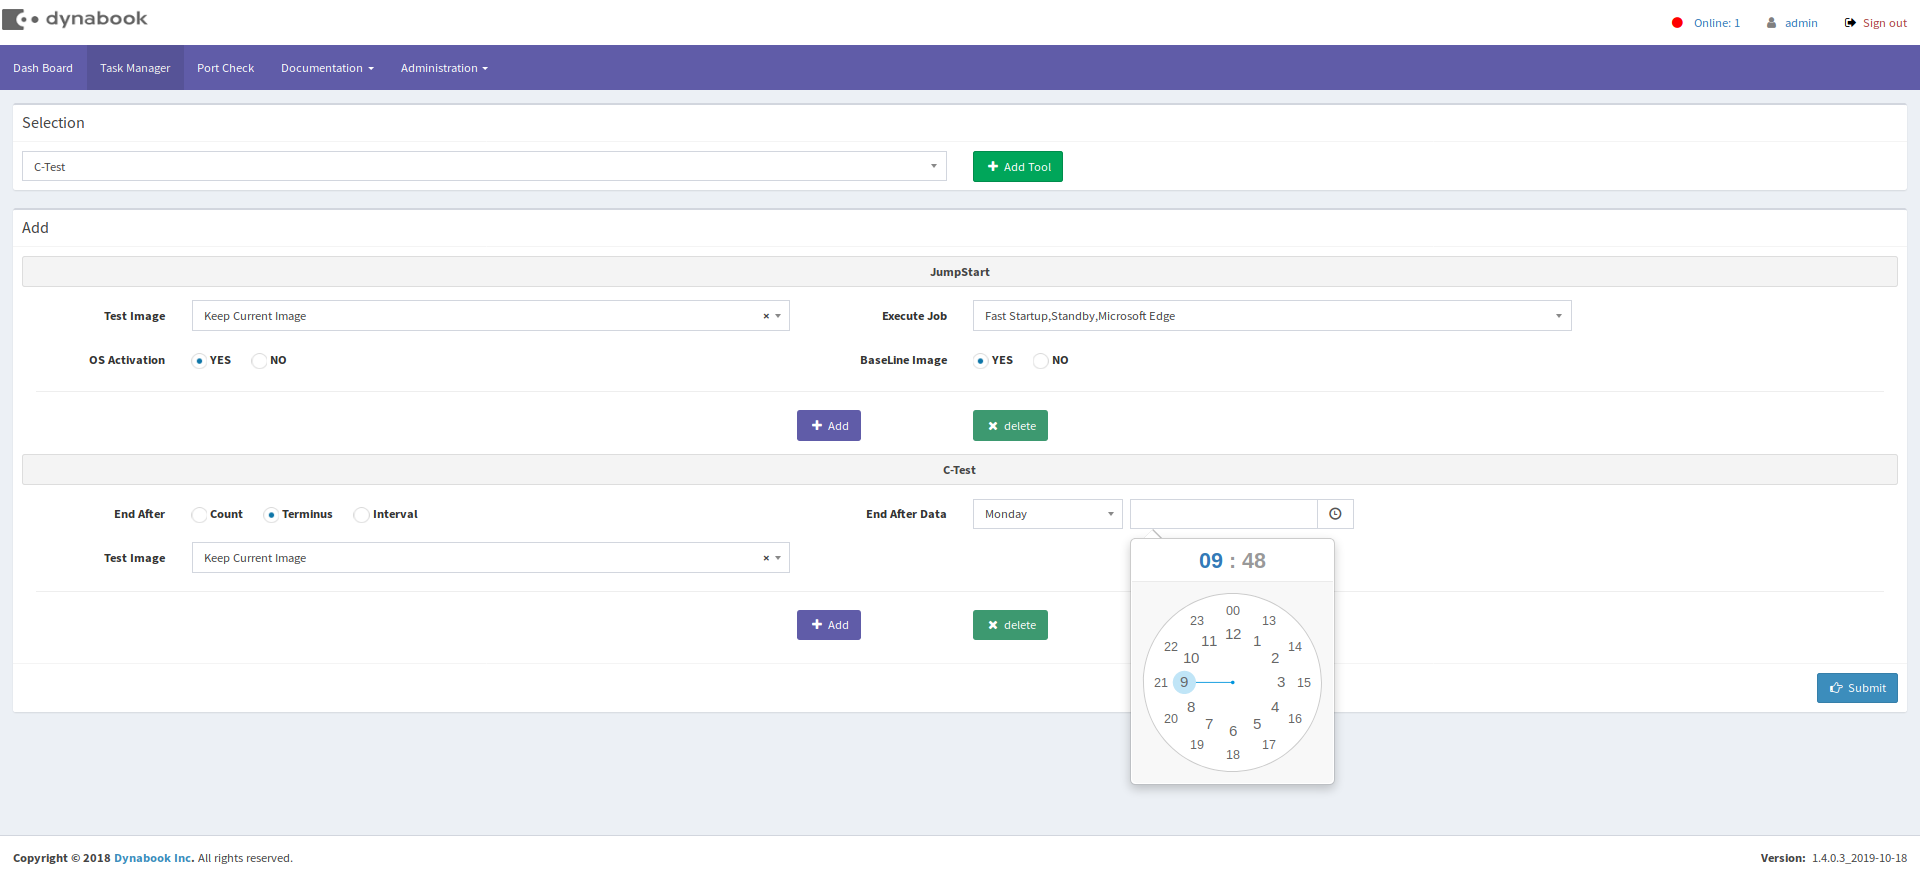 dynabook
Online: 1 admin Sign out
Dash Board Task Manager Port Check Documentation Administration
Selection
C-Test Add Tool
Add
JumpStart
Test Image Keep Current Image × Execute Job Fast Startup,Standby,Microsoft Edge
OS Activation YES NO BaseLine Image YES NO
Add delete
C-Test
End After Count Terminus Interval End After Data Monday
Test Image Keep Current Image ×
09 : 48
Add delete
00
23 13
12
11 1
22 14
10 2
21 9 3 15
8 4
20 16
7 5
6
19 17
18
Submit
Copyright © 2018 Dynabook Inc. All rights reserved. Version: 1.4.0.3_2019-10-18